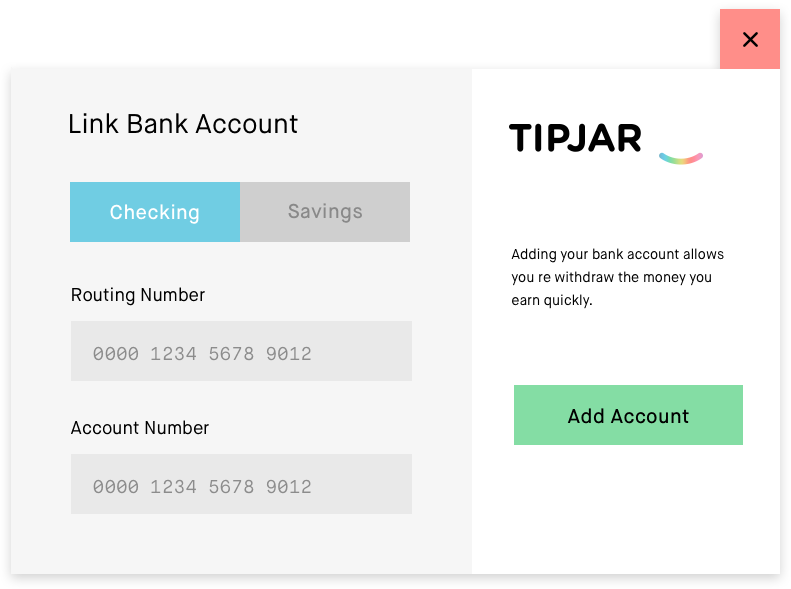 Link Bank Account
TIPJAR
Checking
Savings
Adding your bank account allows
you re withdraw the money you
earn quickly.
Routing Number
0000 1234 5678 9012
Add Account
Account Number
0000 1234 5678 9012